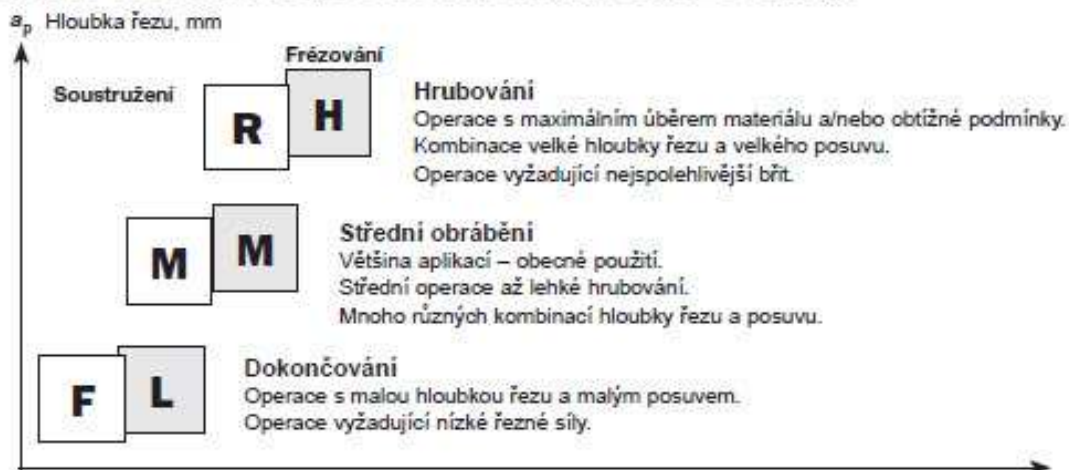 ap Hloubka řezu, mm
Frézování
Soustružení
R
H
Hrubování
Operace s maximálním úběrem materiálu a/nebo obtížné podmínky.
Kombinace velké hloubky řezu a velkého posuvu.
Operace vyžadující nejspolehlivější břit.
M
M
Střední obrábění
Většina aplikací – obecné použití.
Střední operace až lehké hrubování.
Mnoho různých kombinací hloubky řezu a posuvu.
F
L
Dokončování
Operace s malou hloubkou řezu a malým posuvem.
Operace vyžadující nízké řezné síly.